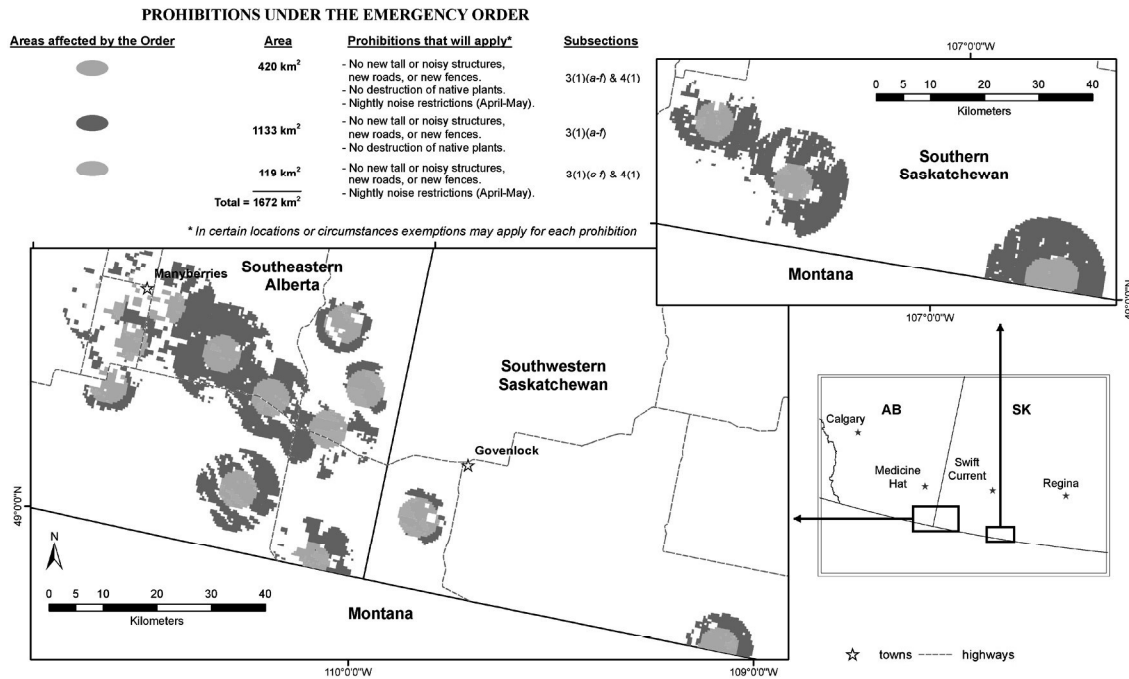 PROHIBITIONS UNDER THE EMERGENCY ORDER
Areas affected by the Order Area Prohibitions that will apply* Subsections
420 km² - No new tall or noisy structures, 3(1)(a-f) & 4(1)
new roads, or new fences.
- No destruction of native plants.
- Nightly noise restrictions (April-May).
1133 km² - No new tall or noisy structures, 3(1)(a-f)
new roads, or new fences.
- No destruction of native plants.
119 km² - No new tall or noisy structures, 3(1)(c-f) & 4(1)
new roads, or new fences.
- Nightly noise restrictions (April-May).
Total = 1672 km²
* In certain locations or circumstances exemptions may apply for each prohibition
107°0'0"W
0 5 10 20 30 40
Kilometers
Southern
Saskatchewan
Montana
49°0'0"N
107°0'0"W
Manyberries
Southeastern
Alberta
Southwestern
Saskatchewan
Govenlock
49°0'0"N
N
0 5 10 20 30 40
Kilometers
Montana
110°0'0"W
109°0'0"W
AB
SK
Calgary
Medicine
Hat
Swift
Current
Regina
towns highways